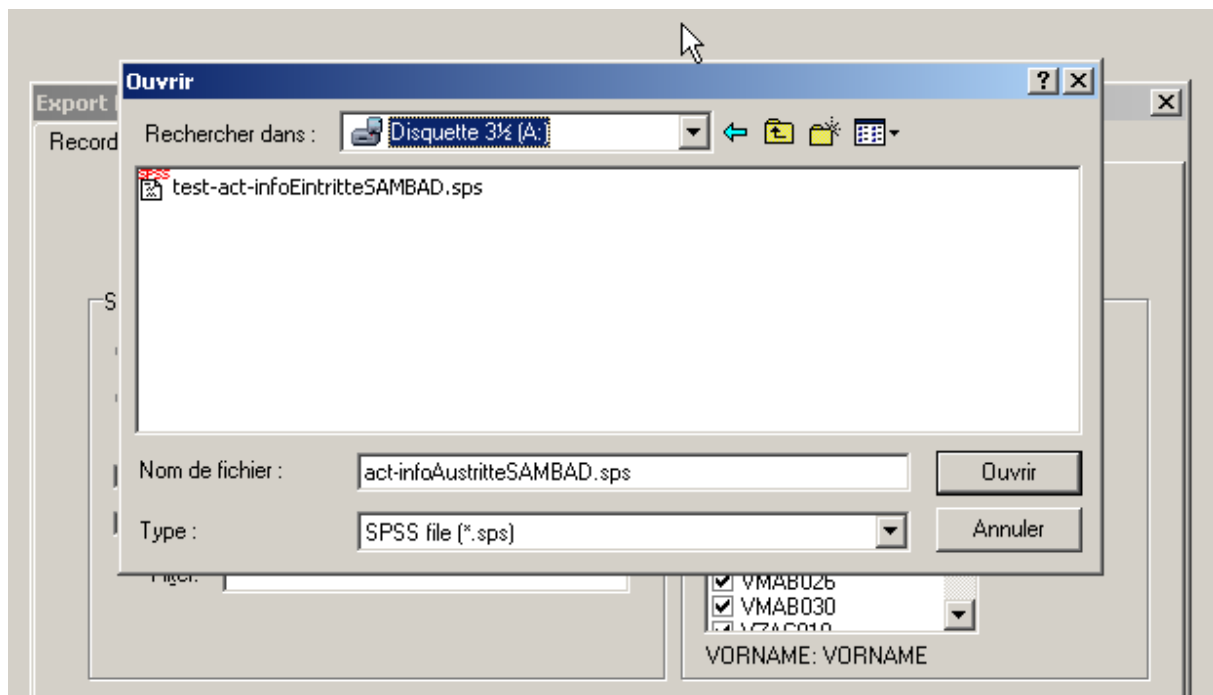 Ouvrir
Export
Record
Rechercher dans :
Disquette 3½ (A:)
SPSS
test-act-infoEintritteSAMBAD.sps
S
Nom de fichier :
act-infoAustritteSAMBAD.sps
Ouvrir
Type :
SPSS file (*.sps)
Annuler
VMAB026
VMAB030
VORNAME: VORNAME